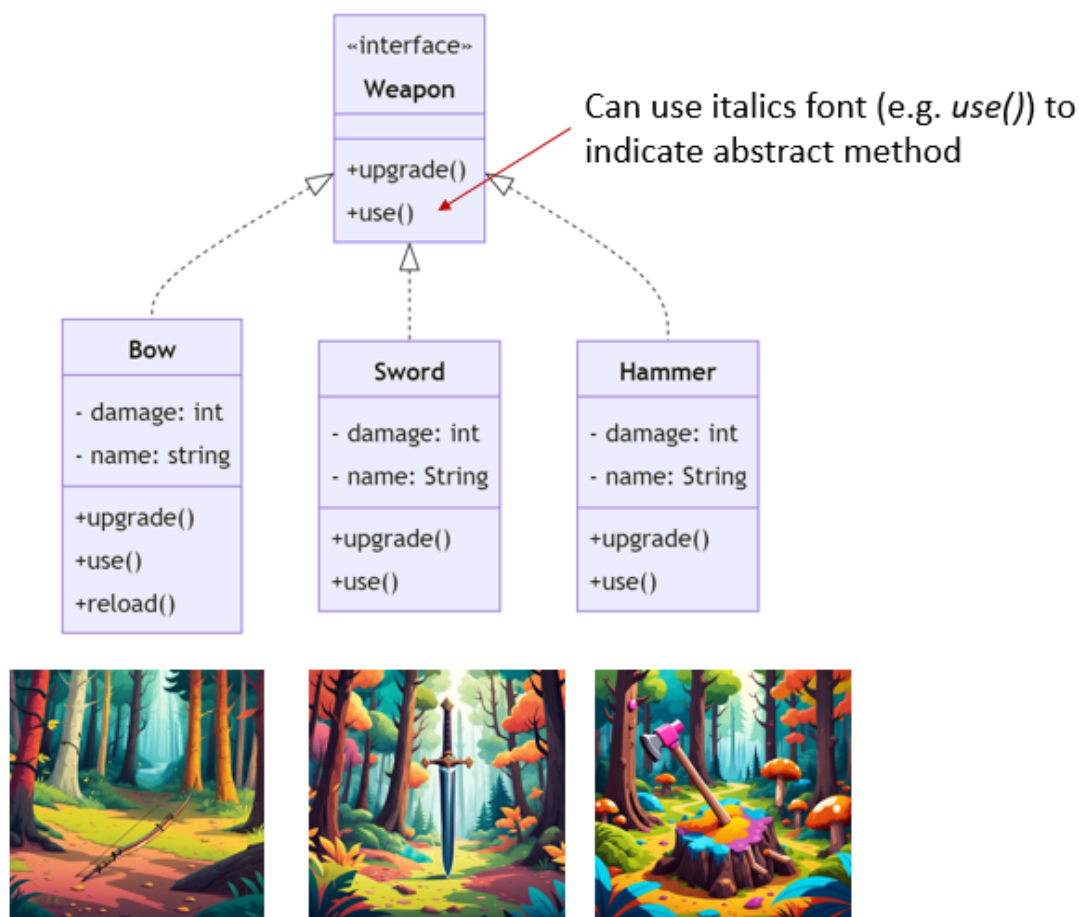 «interface»
Weapon
+upgrade()
+use()
Can use italics font (e.g. use()) to
indicate abstract method
Bow
- damage: int
- name: string
+upgrade()
+use()
+reload()
Sword
- damage: int
- name: String
+upgrade()
+use()
Hammer
- damage: int
- name: String
+upgrade()
+use()